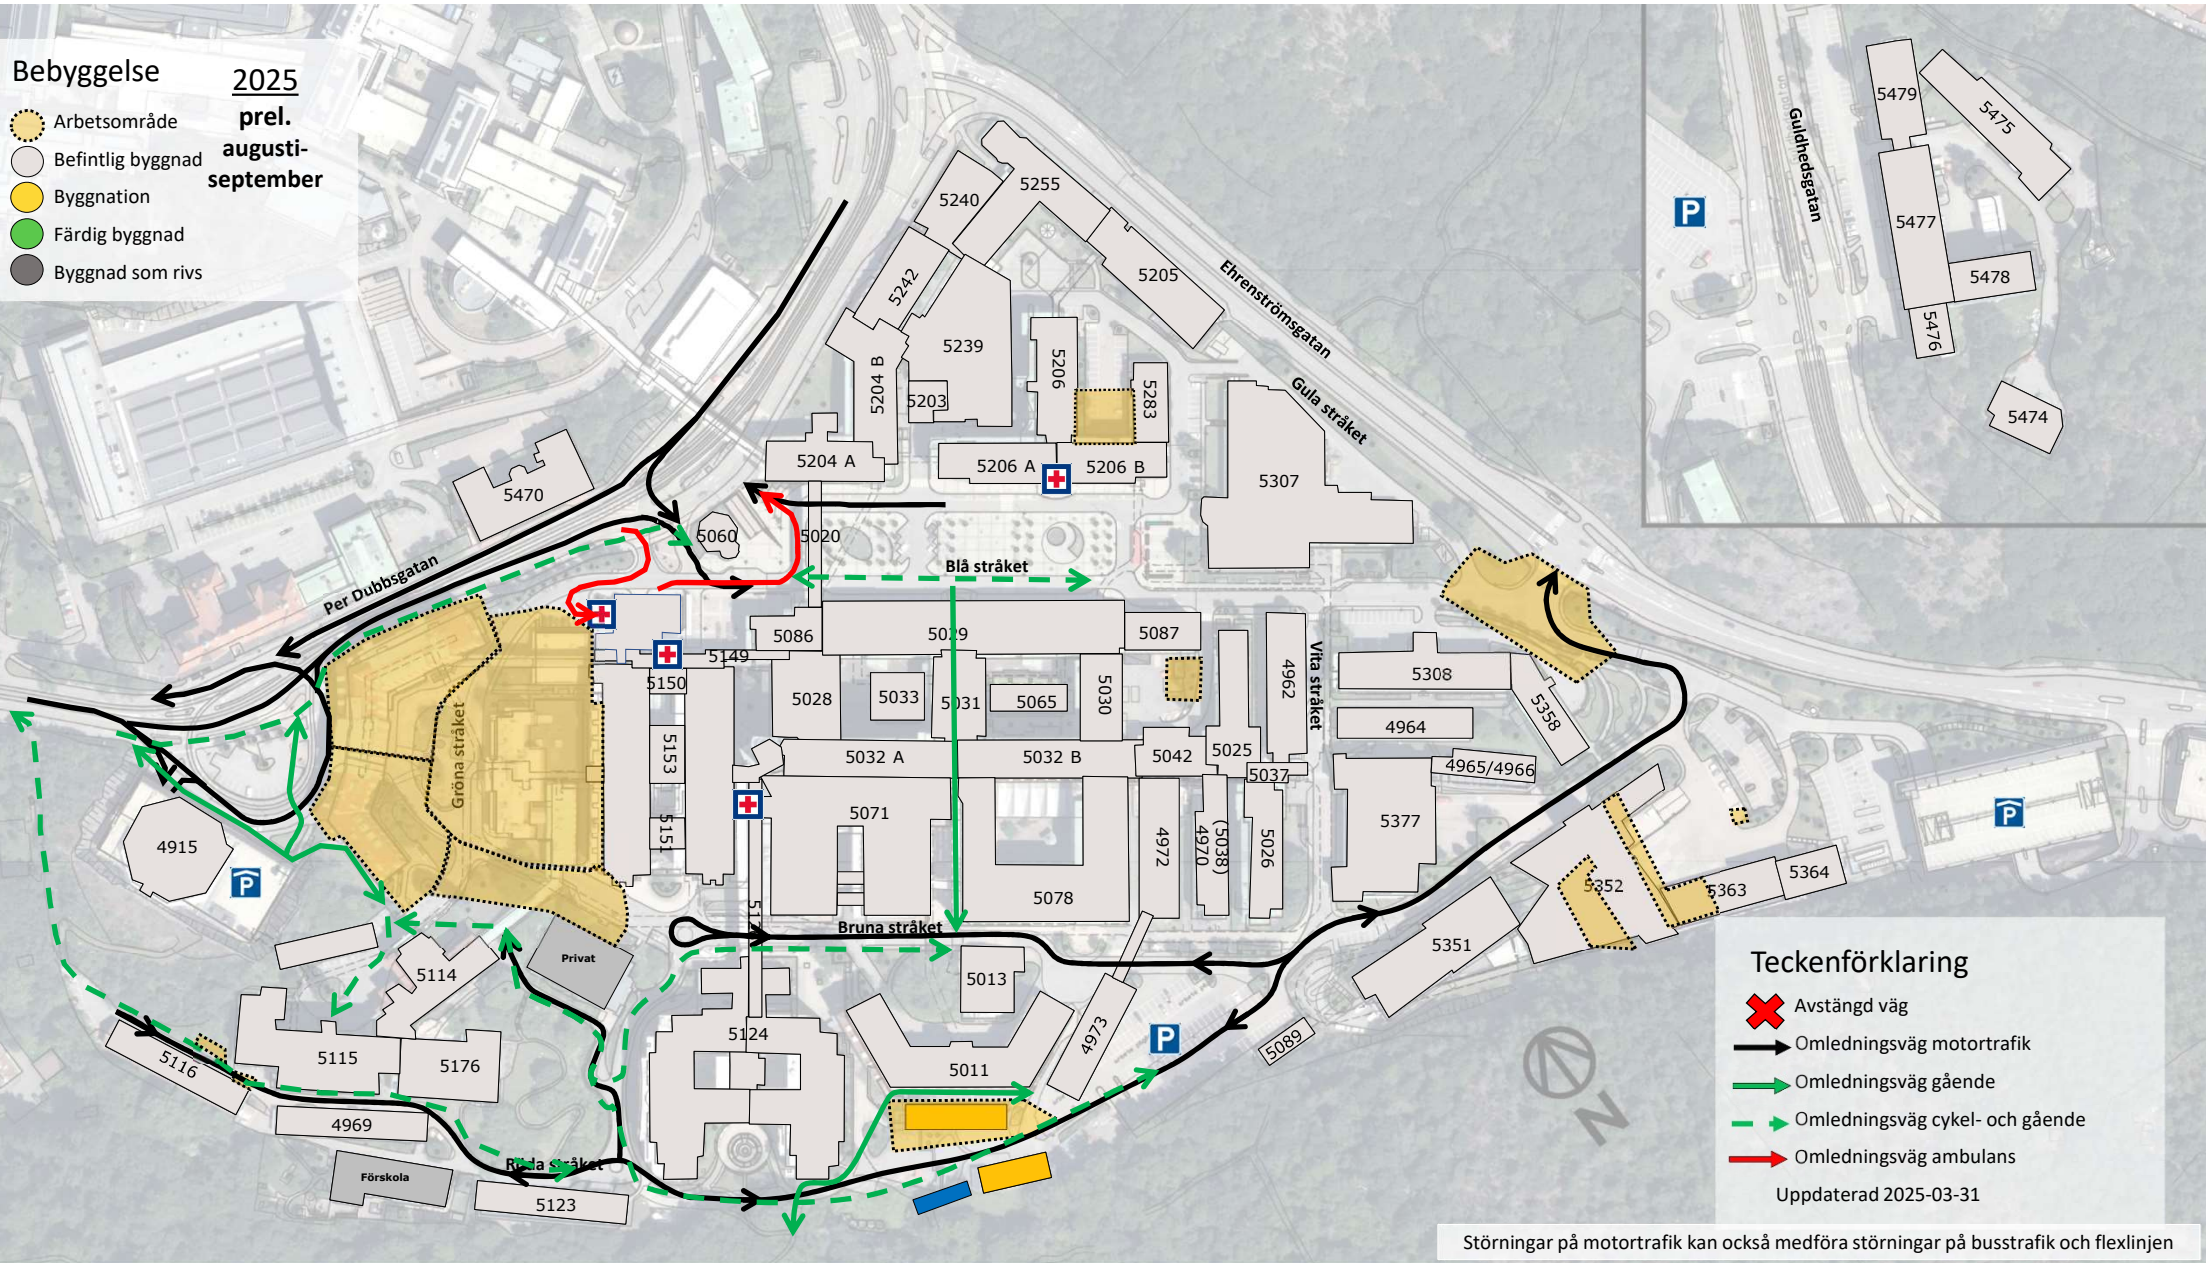 Bebyggelse
2025
prel.
augusti-
september
Arbetsområde
Befintlig byggnad
Byggnation
Färdig byggnad
Byggnad som rivs
Guldhedsgatan
P
5479
5475
5477
5478
5476
5474
5255
5240
5242
5205
Ehrenströmsgatan
5239
5206
5204 B
5203
5283
Gula stråket
5204 A
5206 A
5206 B
5470
5307
5060
5020
Blå stråket
Per Dubbsgatan
5086
5029
5087
5149
5150
5028
5033
5031
5065
5030
4962
Vita stråket
5308
5358
4964
Gröna stråket
5153
5032 A
5032 B
5042
5025
5037
4965/4966
5151
5071
4972
(5038)
4970
5026
5377
P
4915
P
5352
5363
5364
5078
Bruna stråket
5351
Privat
5114
5013
5124
4973
P
5089
5115
5176
5116
5011
4969
Röda stråket
Förskola
5123
N
Teckenförklaring
Avstängd väg
Omledningsväg motortrafik
Omledningsväg gående
Omledningsväg cykel- och gående
Omledningsväg ambulans
Uppdaterad 2025-03-31
Störningar på motortrafik kan också medföra störningar på busstrafik och flexlinjen